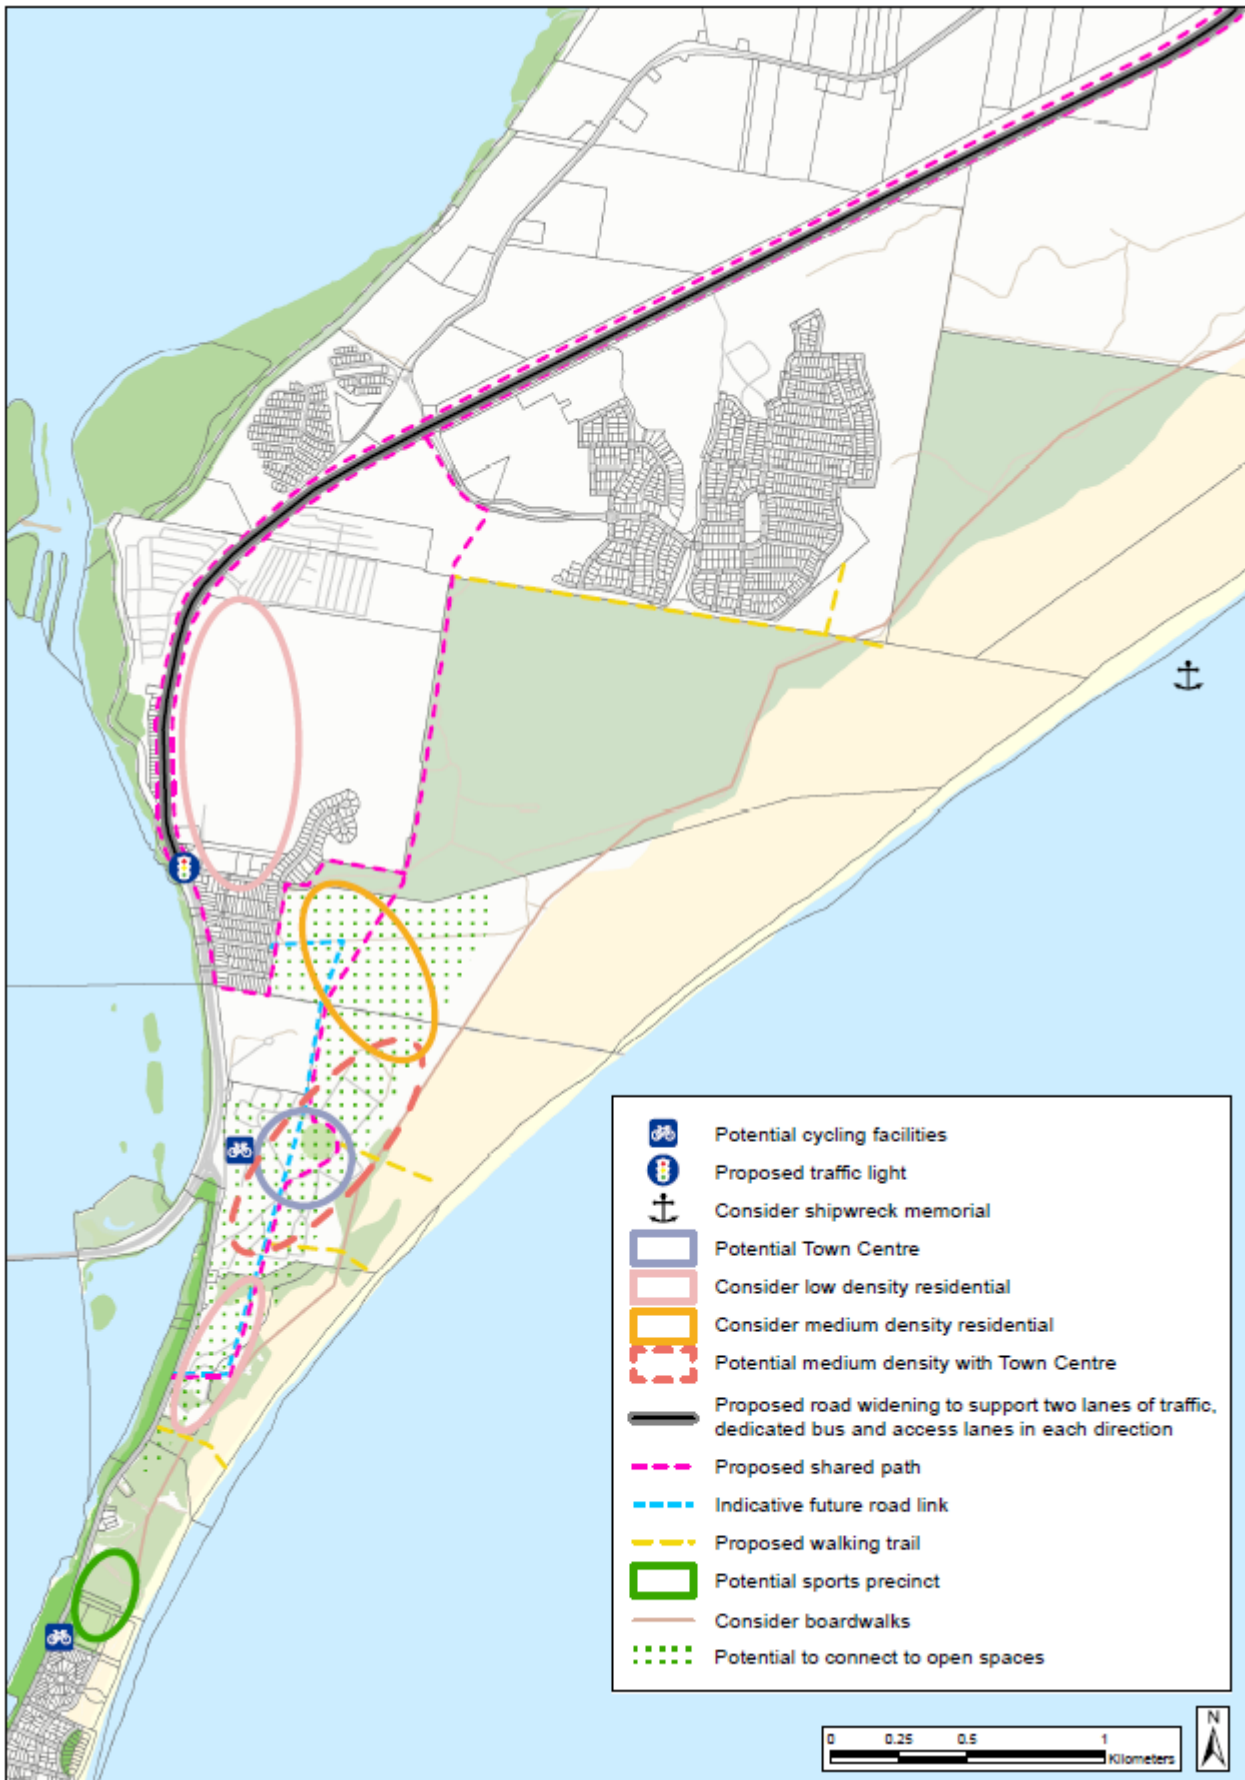 Potential cycling facilities
Proposed traffic light
Consider shipwreck memorial
Potential Town Centre
Consider low density residential
Consider medium density residential
Potential medium density with Town Centre
Proposed road widening to support two lanes of traffic,
dedicated bus and access lanes in each direction
Proposed shared path
Indicative future road link
Proposed walking trail
Potential sports precinct
Consider boardwalks
Potential to connect to open spaces
0 0.25 0.5 1
Kilometers
N